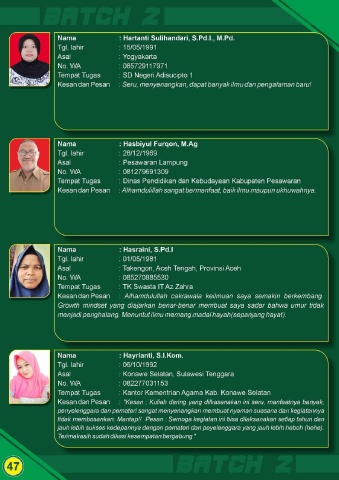 BATCH 2
Nama : Hartanti Sulihandari, S.Pd.I., M.Pd.
Tgl. lahir : 15/05/1991
Asal : Yogyakarta
No. WA : 085729117971
Tempat Tugas : SD Negeri Adisucipto 1
Kesan dan Pesan : Seru, menyenangkan, dapat banyak ilmu dan pengalaman baru!
Nama : Hasbiyul Furqon, M.Ag
Tgl. lahir : 28/12/1969
Asal : Pesawaran Lampung
No. WA : 081279691309
Tempat Tugas : Dinas Pendidikan dan Kebudayaan Kabupaten Pesawaran
Kesan dan Pesan : Alhamdulillah sangat bermanfaat, baik ilmu maupun ukhuwahnya.
Nama : Hasraini, S.Pd.I
Tgl. lahir : 01/05/1981
Asal : Takengon, Aceh Tengah, Provinsi Aceh
No. WA : 085270885530
Tempat Tugas : TK Swasta IT Az Zahra
Kesan dan Pesan : Alhamdulullah cakrawala keilmuan saya semakin berkembang.
Growth mindset yang diajarkan benar-benar membuat saya sadar bahwa umur tidak
menjadi penghalang. Menuntut ilmu memang madal hayah(sepanjang hayat).
Nama : Hayrianti, S.I.Kom.
Tgl. lahir : 06/10/1992
Asal : Konawe Selatan, Sulawesi Tenggara
No. WA : 082277031153
Tempat Tugas : Kantor Kementrian Agama Kab. Konawe Selatan
Kesan dan Pesan : "Kesan : Kuliah daring yang dilkasanakan ini seru, manfaatnya banyak,
penyelenggara dan pemateri sangat menyenangkan membuat nyaman suasana dan kegiatannya
tidak membosankan. Mantap!! Pesan : Semoga kegiatan ini bisa dilaksanakan setiap tahun dan
jauh lebih sukses kedepannya dengan pemateri dan peyelenggara yang jauh lebih heboh (hehe).
Terimakasih sudah dikasi kesempatan bergabung "
47
BATCH 2